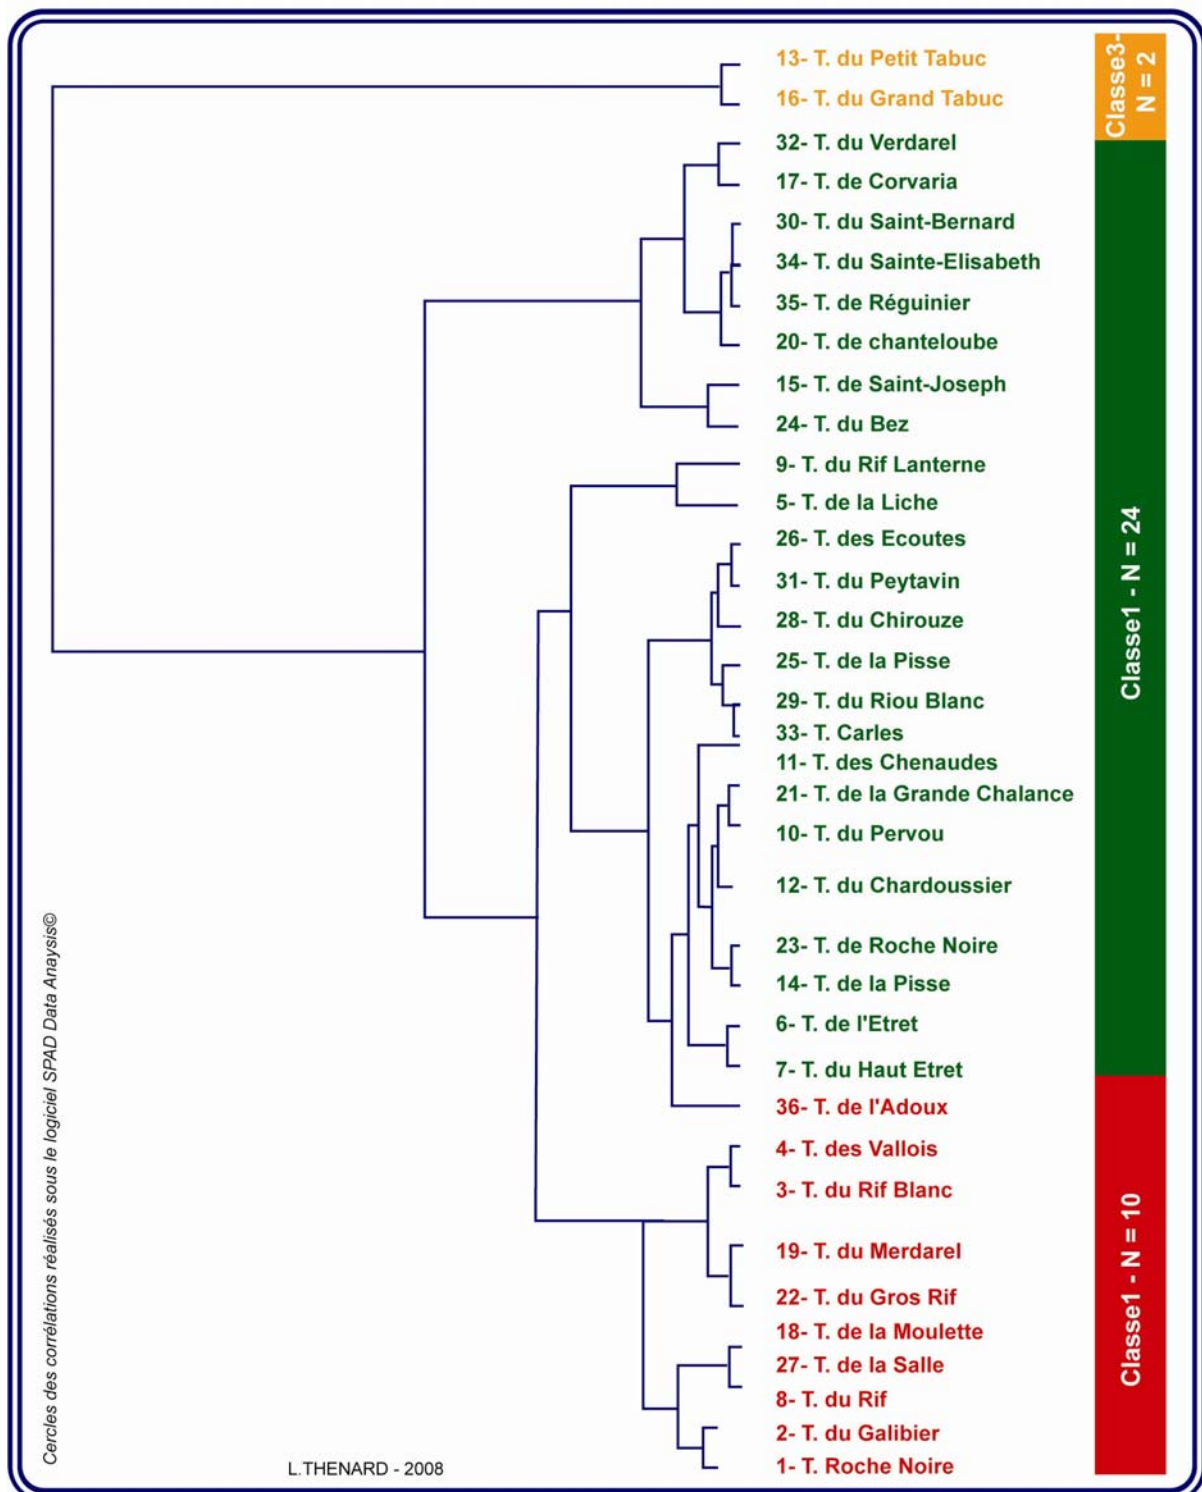 13- T. du Petit Tabuc
16- T. du Grand Tabuc
32- T. du Verdarel
17- T. de Corvaria
30- T. du Saint-Bernard
34- T. du Sainte-Elisabeth
35- T. de Réguinier
20- T. de chanteloube
15- T. de Saint-Joseph
24- T. du Bez
9- T. du Rif Lanterne
5- T. de la Liche
26- T. des Ecoutes
31- T. du Peytavin
28- T. du Chirouze
25- T. de la Pisse
29- T. du Riou Blanc
33- T. Carles
11- T. des Chenaudes
21- T. de la Grande Chalance
10- T. du Pervou
12- T. du Chardoussier
23- T. de Roche Noire
14- T. de la Pisse
6- T. de l'Etret
7- T. du Haut Etret
36- T. de l'Adoux
4- T. des Vallois
3- T. du Rif Blanc
19- T. du Merdarel
22- T. du Gros Rif
18- T. de la Moulette
27- T. de la Salle
8- T. du Rif
2- T. du Galibier
1- T. Roche Noire
Classe3-
N = 2
Classe1 - N = 24
Classe1 - N = 10
Cercles des corrélations réalisés sous le logiciel SPAD Data Anaysis©
L.THENARD - 2008